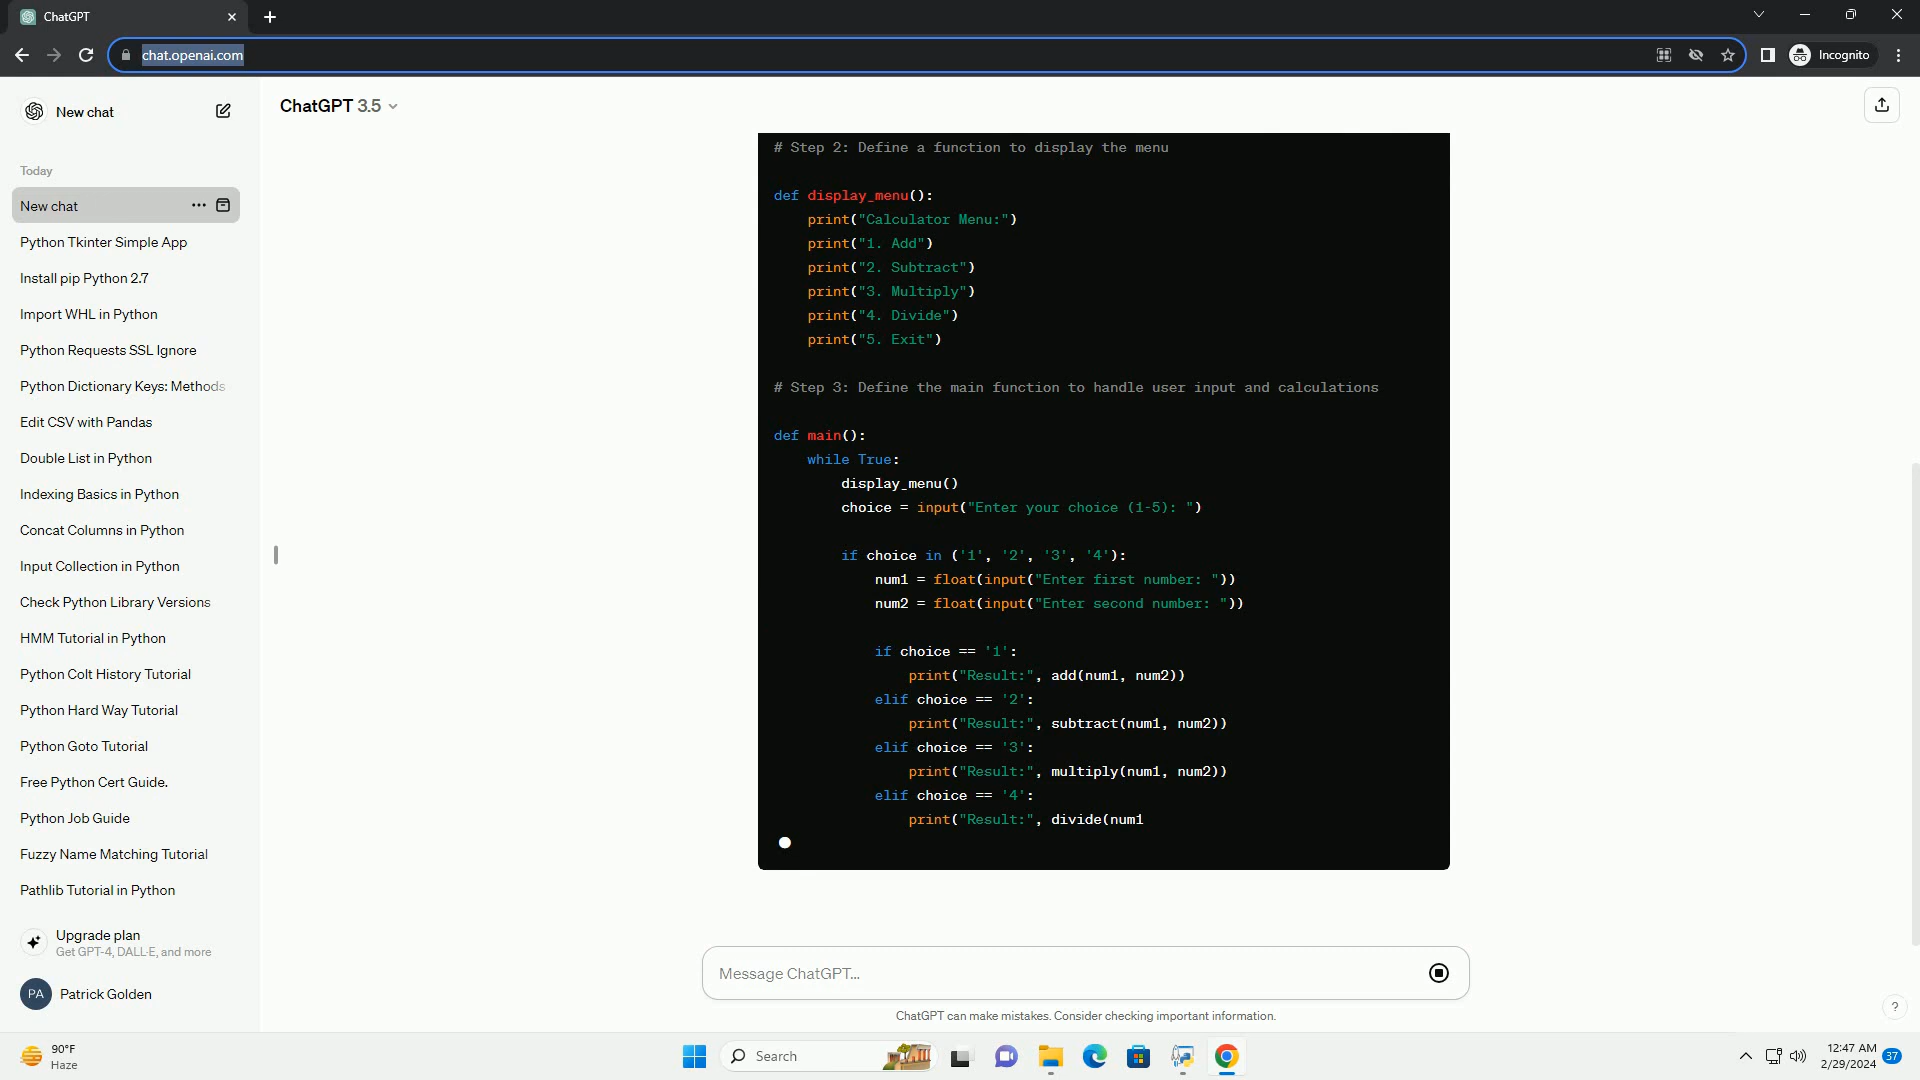 ChatGPT
chat.openai.com
Incognito
New chat
Today
New chat
Python Tkinter Simple App
Install pip Python 2.7
Import WHL in Python
Python Requests SSL Ignore
Python Dictionary Keys: Methods
Edit CSV with Pandas
Double List in Python
Indexing Basics in Python
Concat Columns in Python
Input Collection in Python
Check Python Library Versions
HMM Tutorial in Python
Python Colt History Tutorial
Python Hard Way Tutorial
Python Goto Tutorial
Free Python Cert Guide.
Python Job Guide
Fuzzy Name Matching Tutorial
Pathlib Tutorial in Python
Upgrade plan
Get GPT-4, DALL·E, and more
PA Patrick Golden
ChatGPT 3.5
# Step 2: Define a function to display the menu
def display_menu():
    print("Calculator Menu:")
    print("1. Add")
    print("2. Subtract")
    print("3. Multiply")
    print("4. Divide")
    print("5. Exit")
# Step 3: Define the main function to handle user input and calculations
def main():
    while True:
        display_menu()
        choice = input("Enter your choice (1-5): ")
        if choice in ('1', '2', '3', '4'):
            num1 = float(input("Enter first number: "))
            num2 = float(input("Enter second number: "))
            if choice == '1':
                print("Result:", add(num1, num2))
            elif choice == '2':
                print("Result:", subtract(num1, num2))
            elif choice == '3':
                print("Result:", multiply(num1, num2))
            elif choice == '4':
                print("Result:", divide(num1
Message ChatGPT…
ChatGPT can make mistakes. Consider checking important information.
?
90°F
Haze
Search
12:47 AM
2/29/2024
37